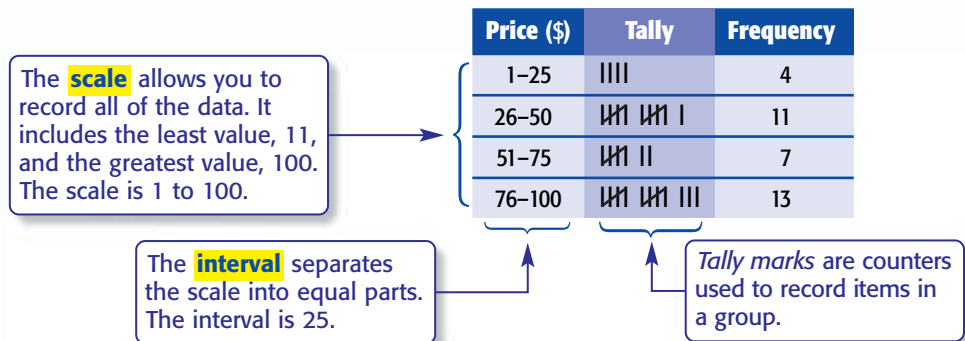 Price ($) Tally Frequency
1–25 |||| 4
26–50 𝍸 𝍸 | 11
51–75 𝍸 || 7
76–100 𝍸 𝍸 ||| 13
The scale allows you to
record all of the data. It
includes the least value, 11,
and the greatest value, 100.
The scale is 1 to 100.
The interval separates
the scale into equal parts.
The interval is 25.
Tally marks are counters
used to record items in
a group.